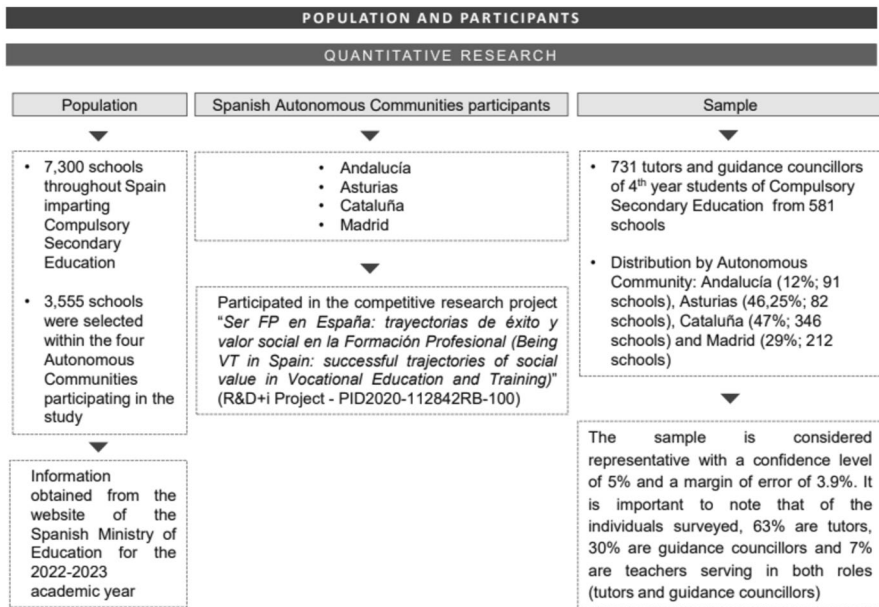 POPULATION AND PARTICIPANTS
QUANTITATIVE RESEARCH
Population
• 7,300 schools
throughout Spain
imparting
Compulsory
Secondary
Education
• 3,555 schools
were selected
within the four
Autonomous
Communities
participating in the
study
Information
obtained from the
website of the
Spanish Ministry of
Education for the
2022-2023
academic year
Spanish Autonomous Communities participants
• Andalucía
• Asturias
• Cataluña
• Madrid
Participated in the competitive research project
“Ser FP en España: trayectorias de éxito y
valor social en la Formación Profesional (Being
VT in Spain: successful trajectories of social
value in Vocational Education and Training)”
(R&D+i Project - PID2020-112842RB-100)
Sample
• 731 tutors and guidance councillors
of 4th year students of Compulsory
Secondary Education from 581
schools
• Distribution by Autonomous
Community: Andalucía (12%; 91
schools), Asturias (46,25%; 82
schools), Cataluña (47%; 346
schools) and Madrid (29%; 212
schools)
The sample is considered
representative with a confidence level
of 5% and a margin of error of 3.9%. It
is important to note that of the
individuals surveyed, 63% are tutors,
30% are guidance councillors and 7%
are teachers serving in both roles
(tutors and guidance councillors)